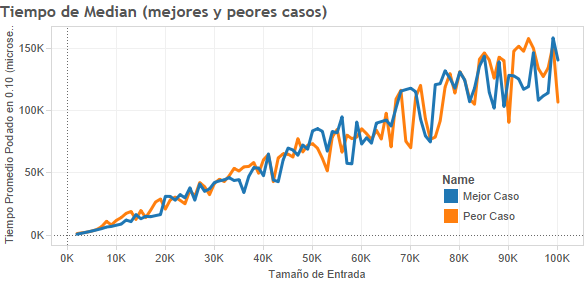 Tiempo de Median (mejores y peores casos)
Tiempo Promedio Podado en 0.10 (microse..
150K
100K
50K
0K
Name
Mejor Caso
Peor Caso
0K 10K 20K 30K 40K 50K 60K 70K 80K 90K 100K
Tamaño de Entrada